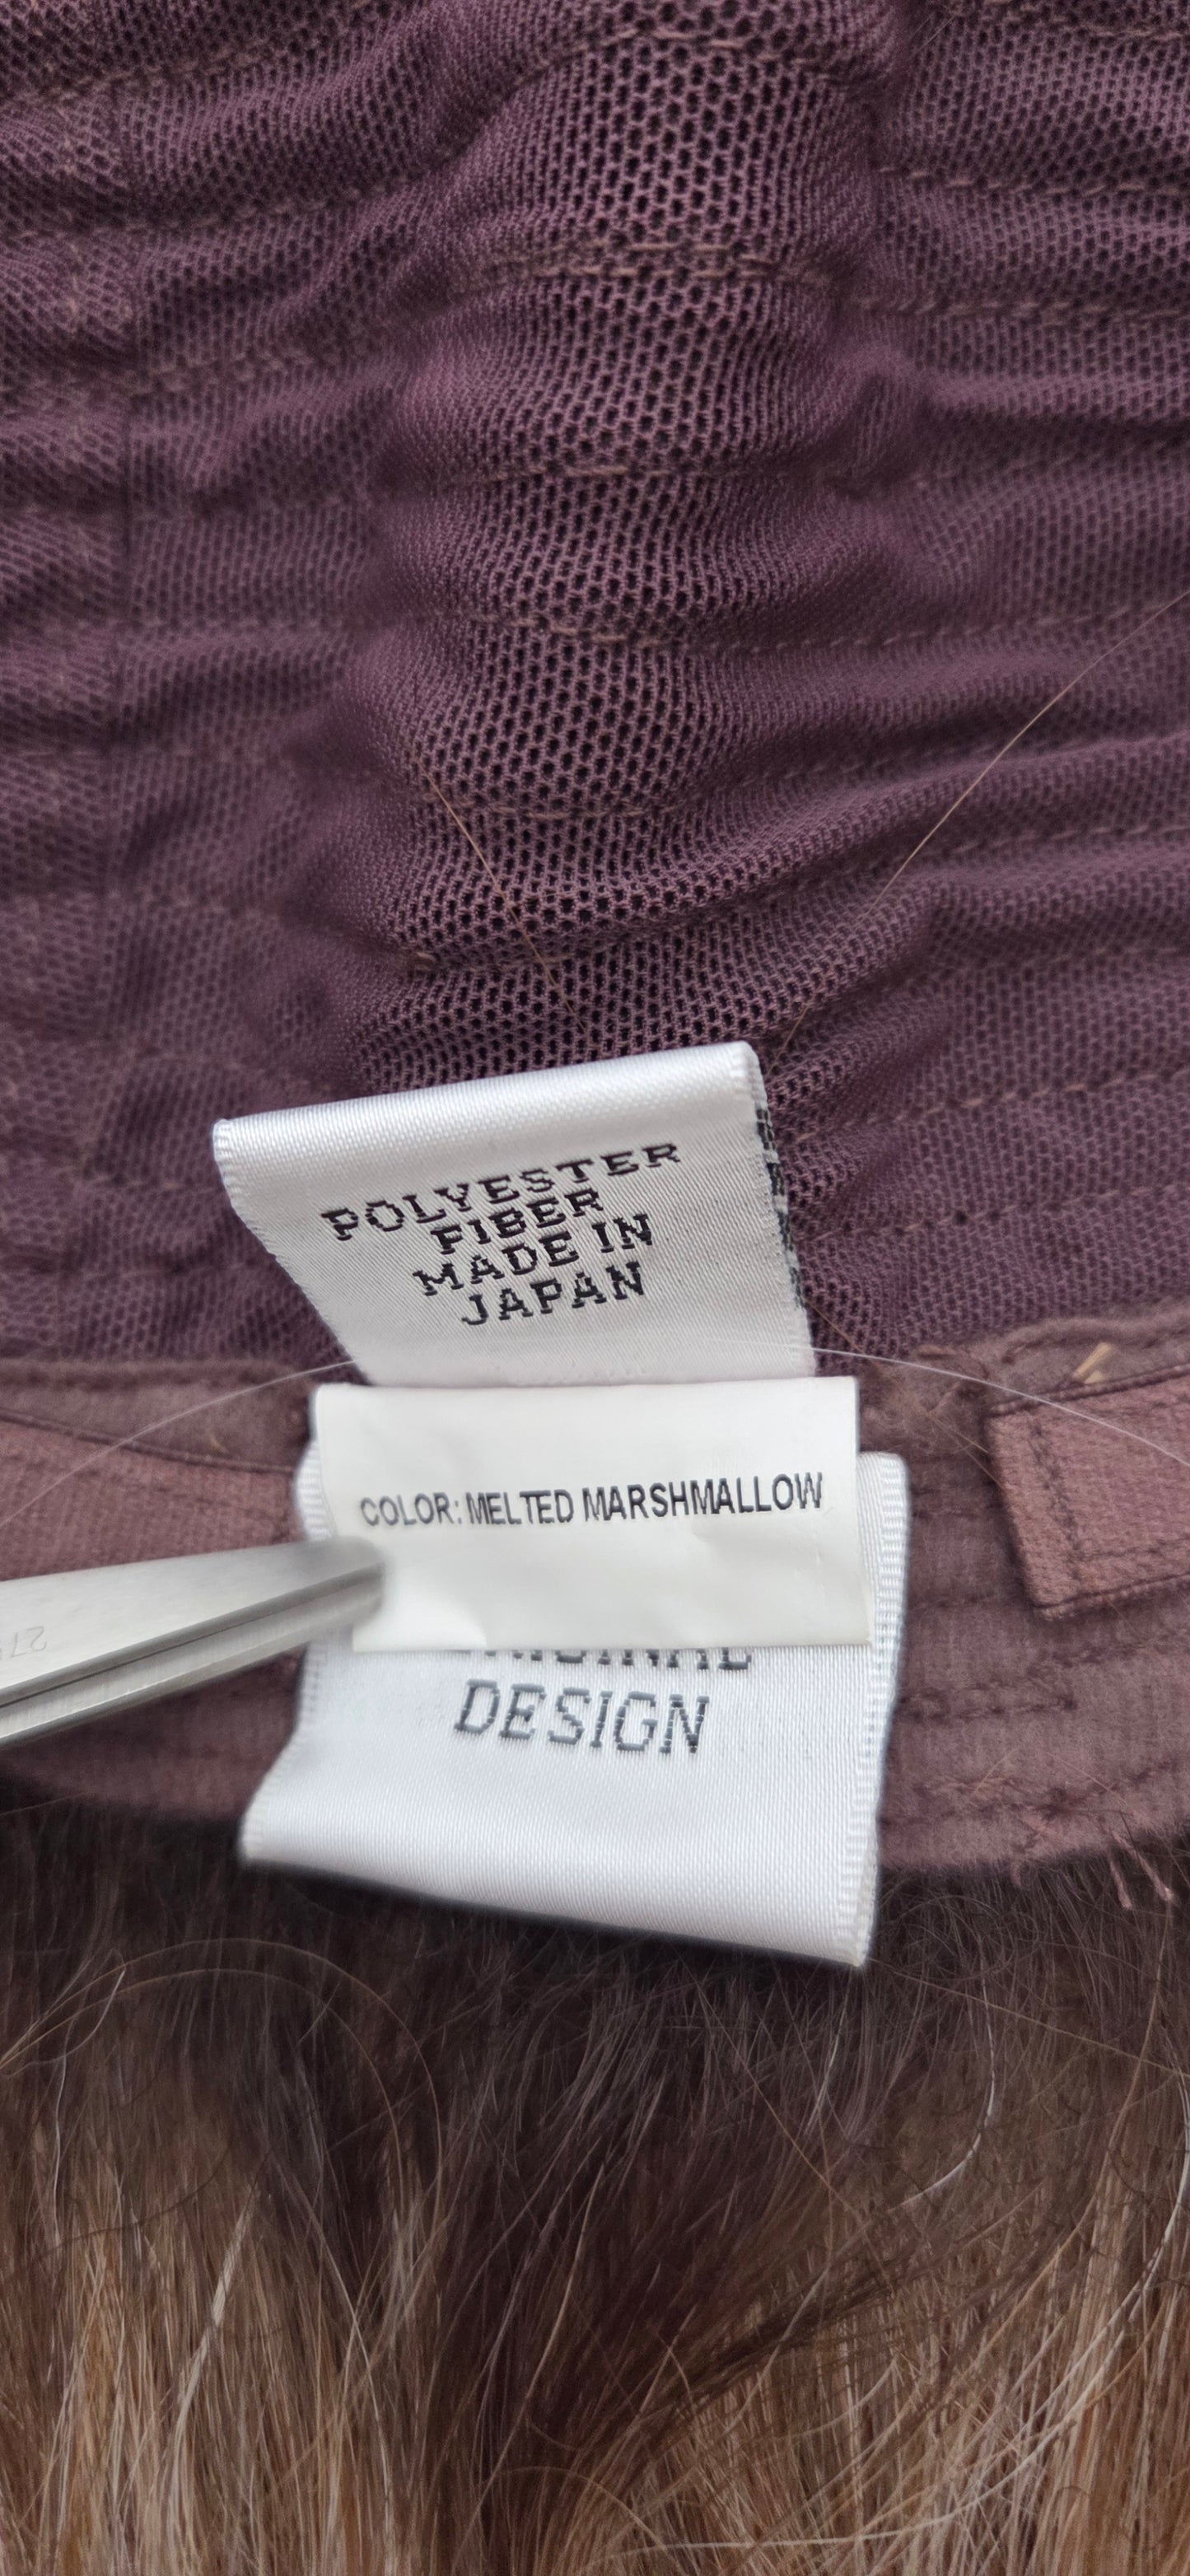 POLYESTER
FIBER
MADE IN
JAPAN
COLOR: MELTED MARSHMALLOW
DESIGN